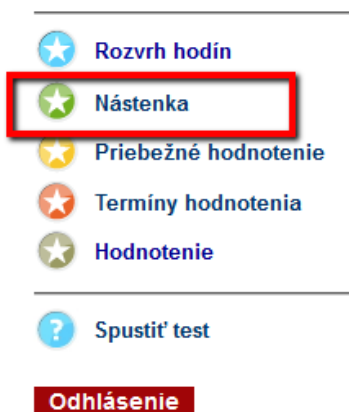 Rozvrh hodín
Nástenka
Priebežné hodnotenie
Termíny hodnotenia
Hodnotenie
? Spustiť test
Odhlásenie